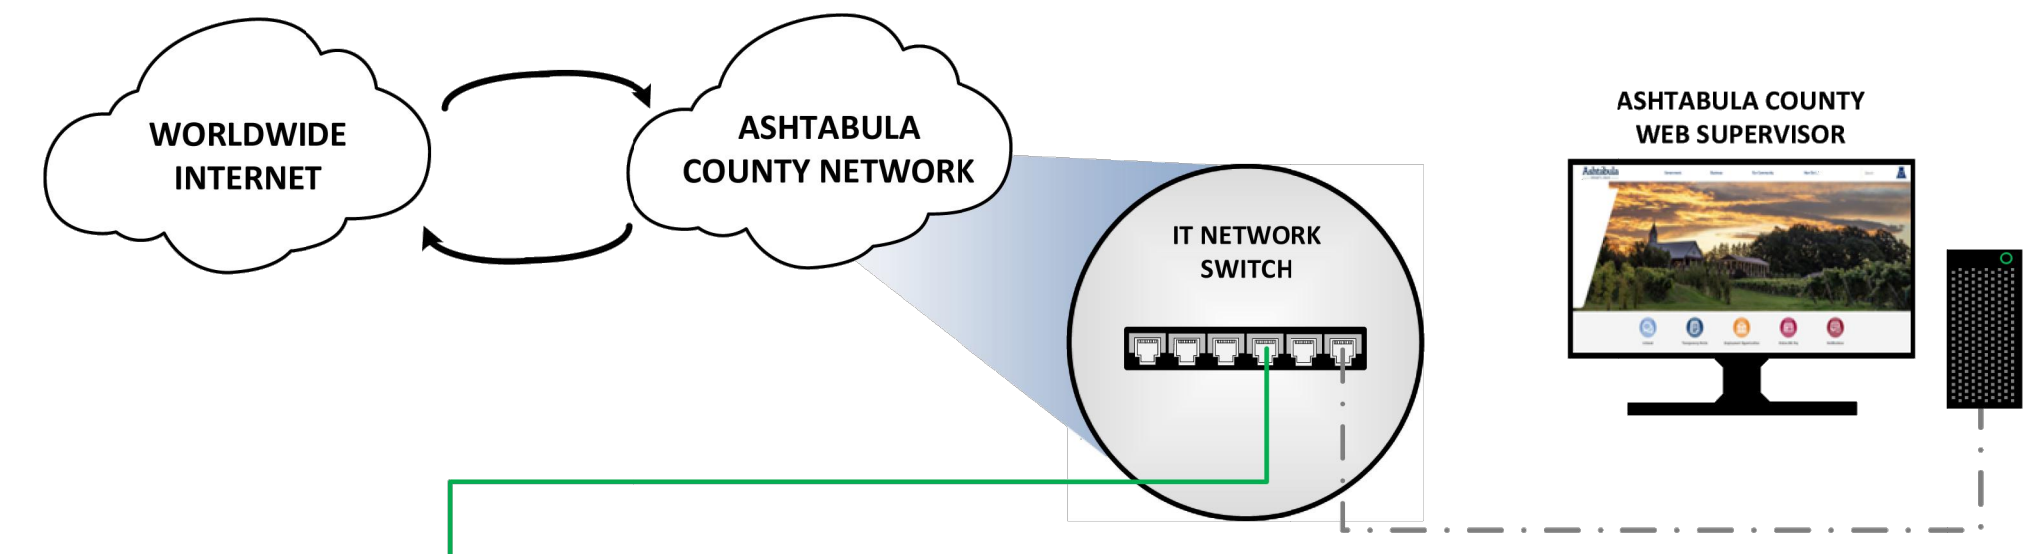 WORLDWIDE
INTERNET
ASHTABULA
COUNTY NETWORK
IT NETWORK
SWITCH
ASHTABULA COUNTY
WEB SUPERVISOR
Ashtabula